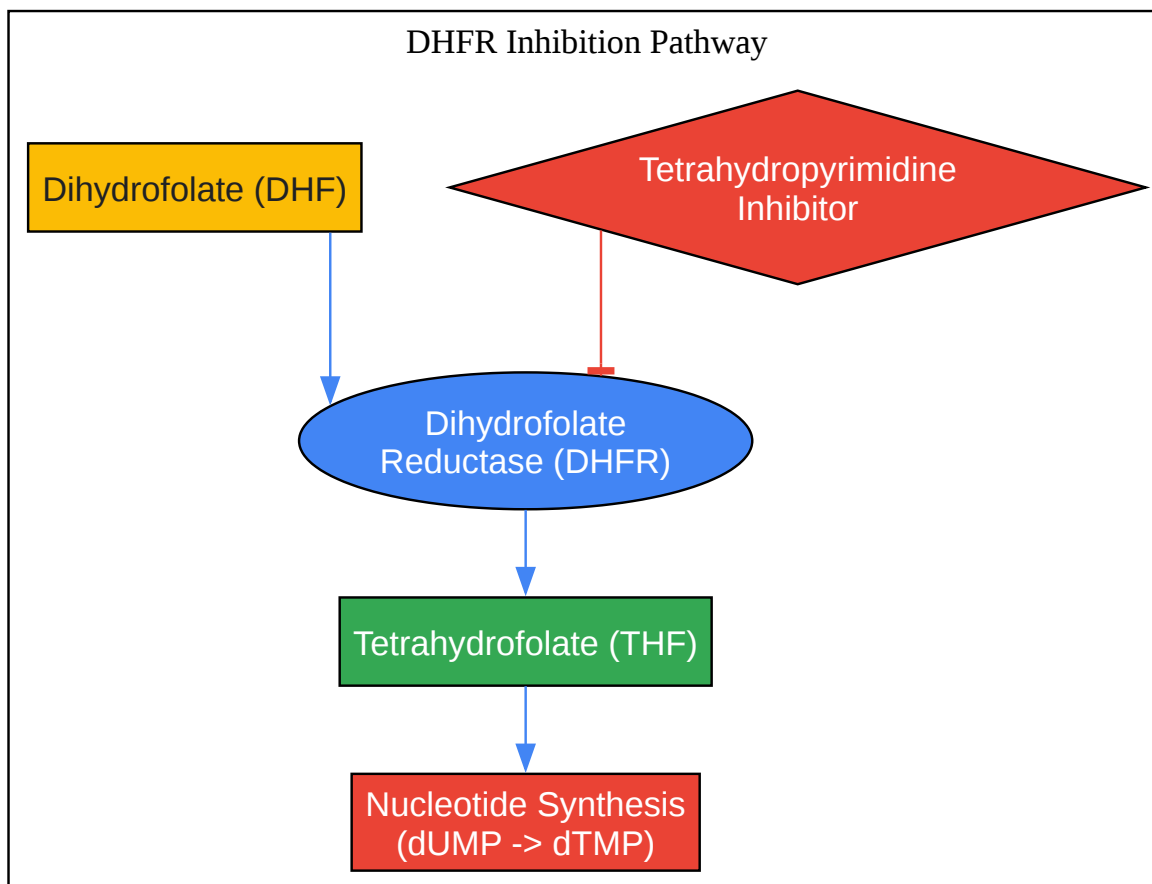 DHFR Inhibition Pathway
Dihydrofolate (DHF)
Tetrahydropyrimidine
Inhibitor
Dihydrofolate
Reductase (DHFR)
Tetrahydrofolate (THF)
Nucleotide Synthesis
(dUMP -> dTMP)